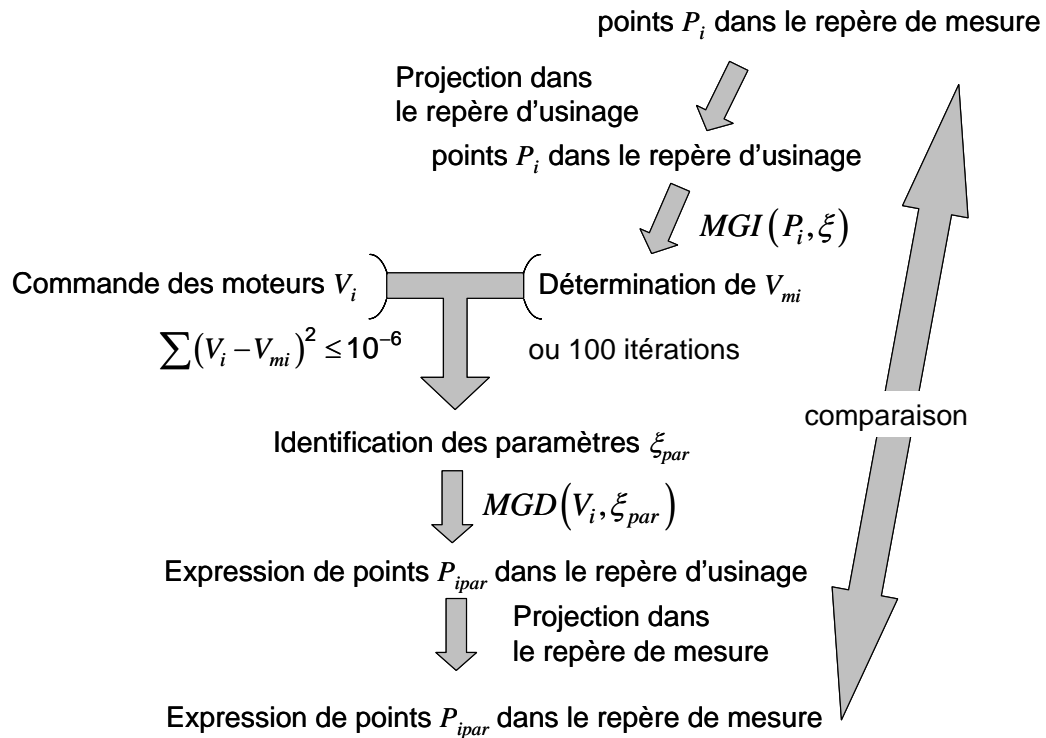 points P_i dans le repère de mesure
Projection dans
le repère d'usinage
points P_i dans le repère d'usinage
MGI(P_i, ξ)
Commande des moteurs V_i
Détermination de V_mi
∑(V_i – V_mi)² ≤ 10⁻⁶
ou 100 itérations
comparaison
Identification des paramètres ξ_par
MGD(V_i, ξ_par)
Expression de points P_ipar dans le repère d'usinage
Projection dans
le repère de mesure
Expression de points P_ipar dans le repère de mesure